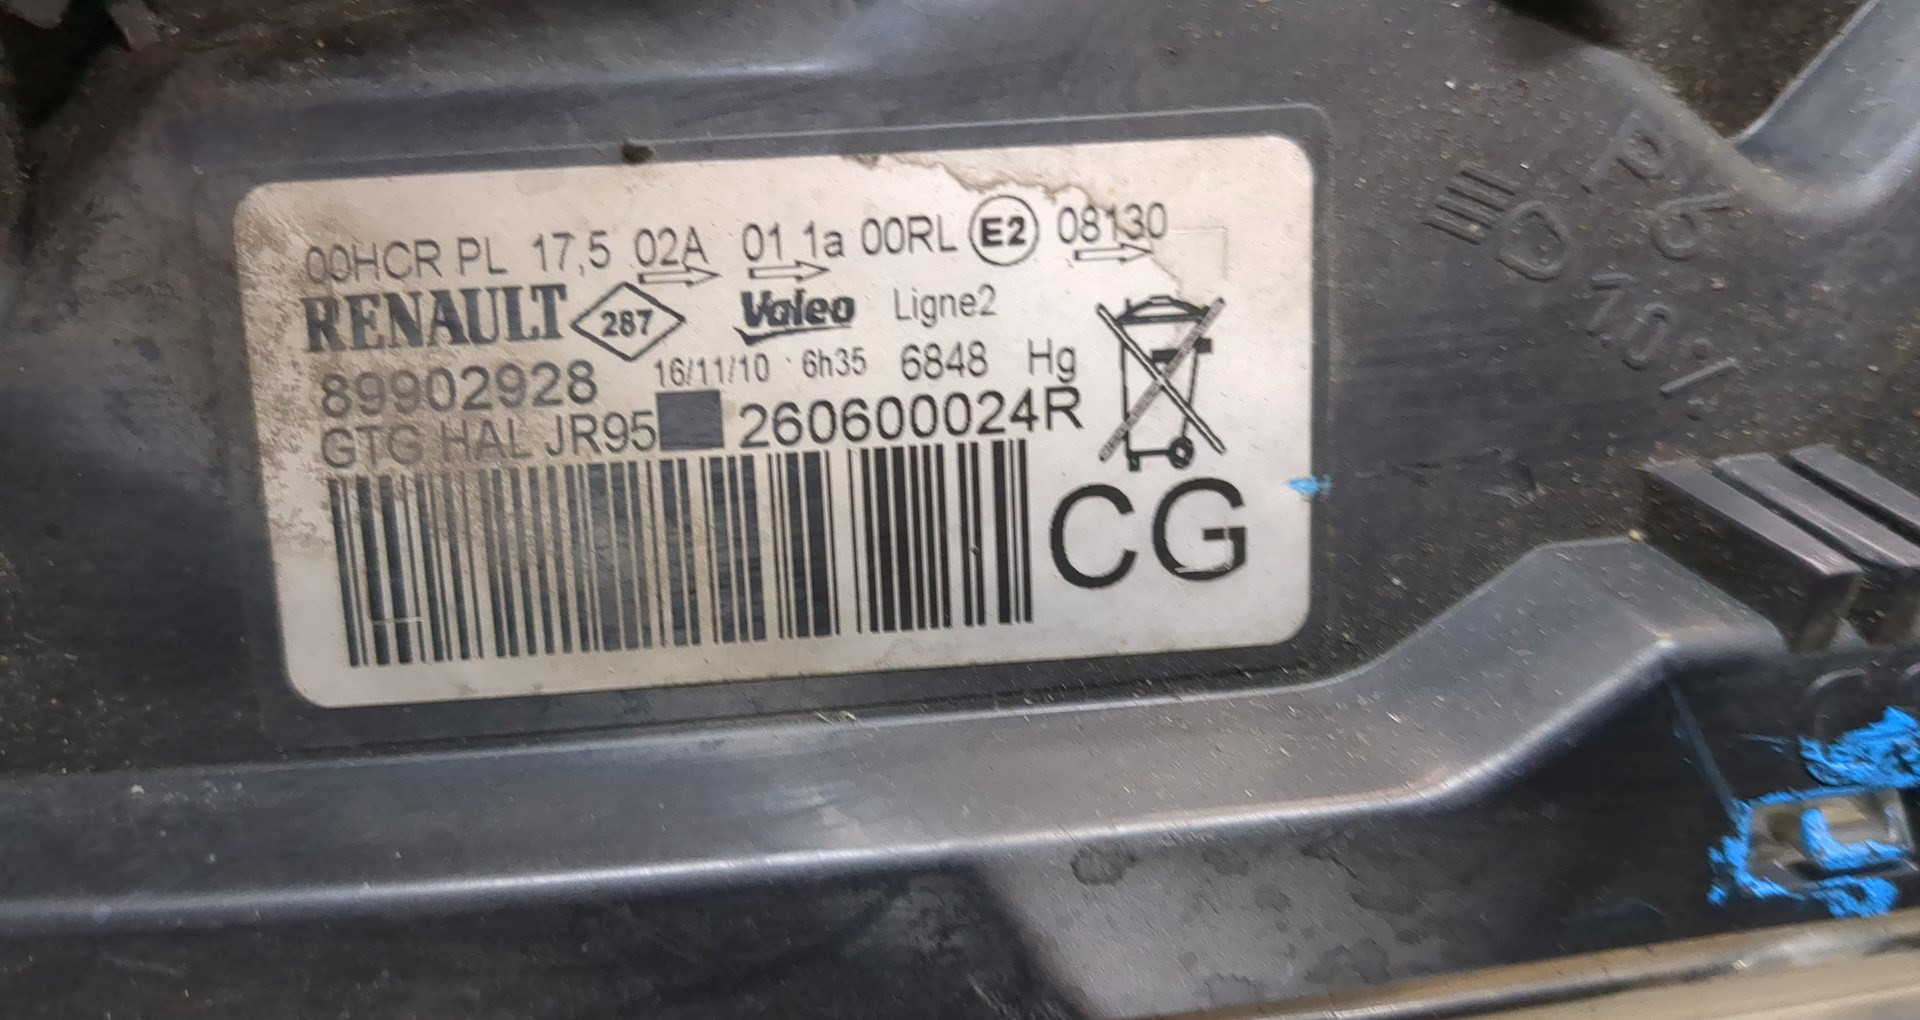 00HCR PL 17,5 02A 01 1a 00RL E2 08130
RENAULT 287 Valeo Ligne2
89902928 16/11/10 6h35 6848 Hg
GTG HAL JR95 260600024R
CG